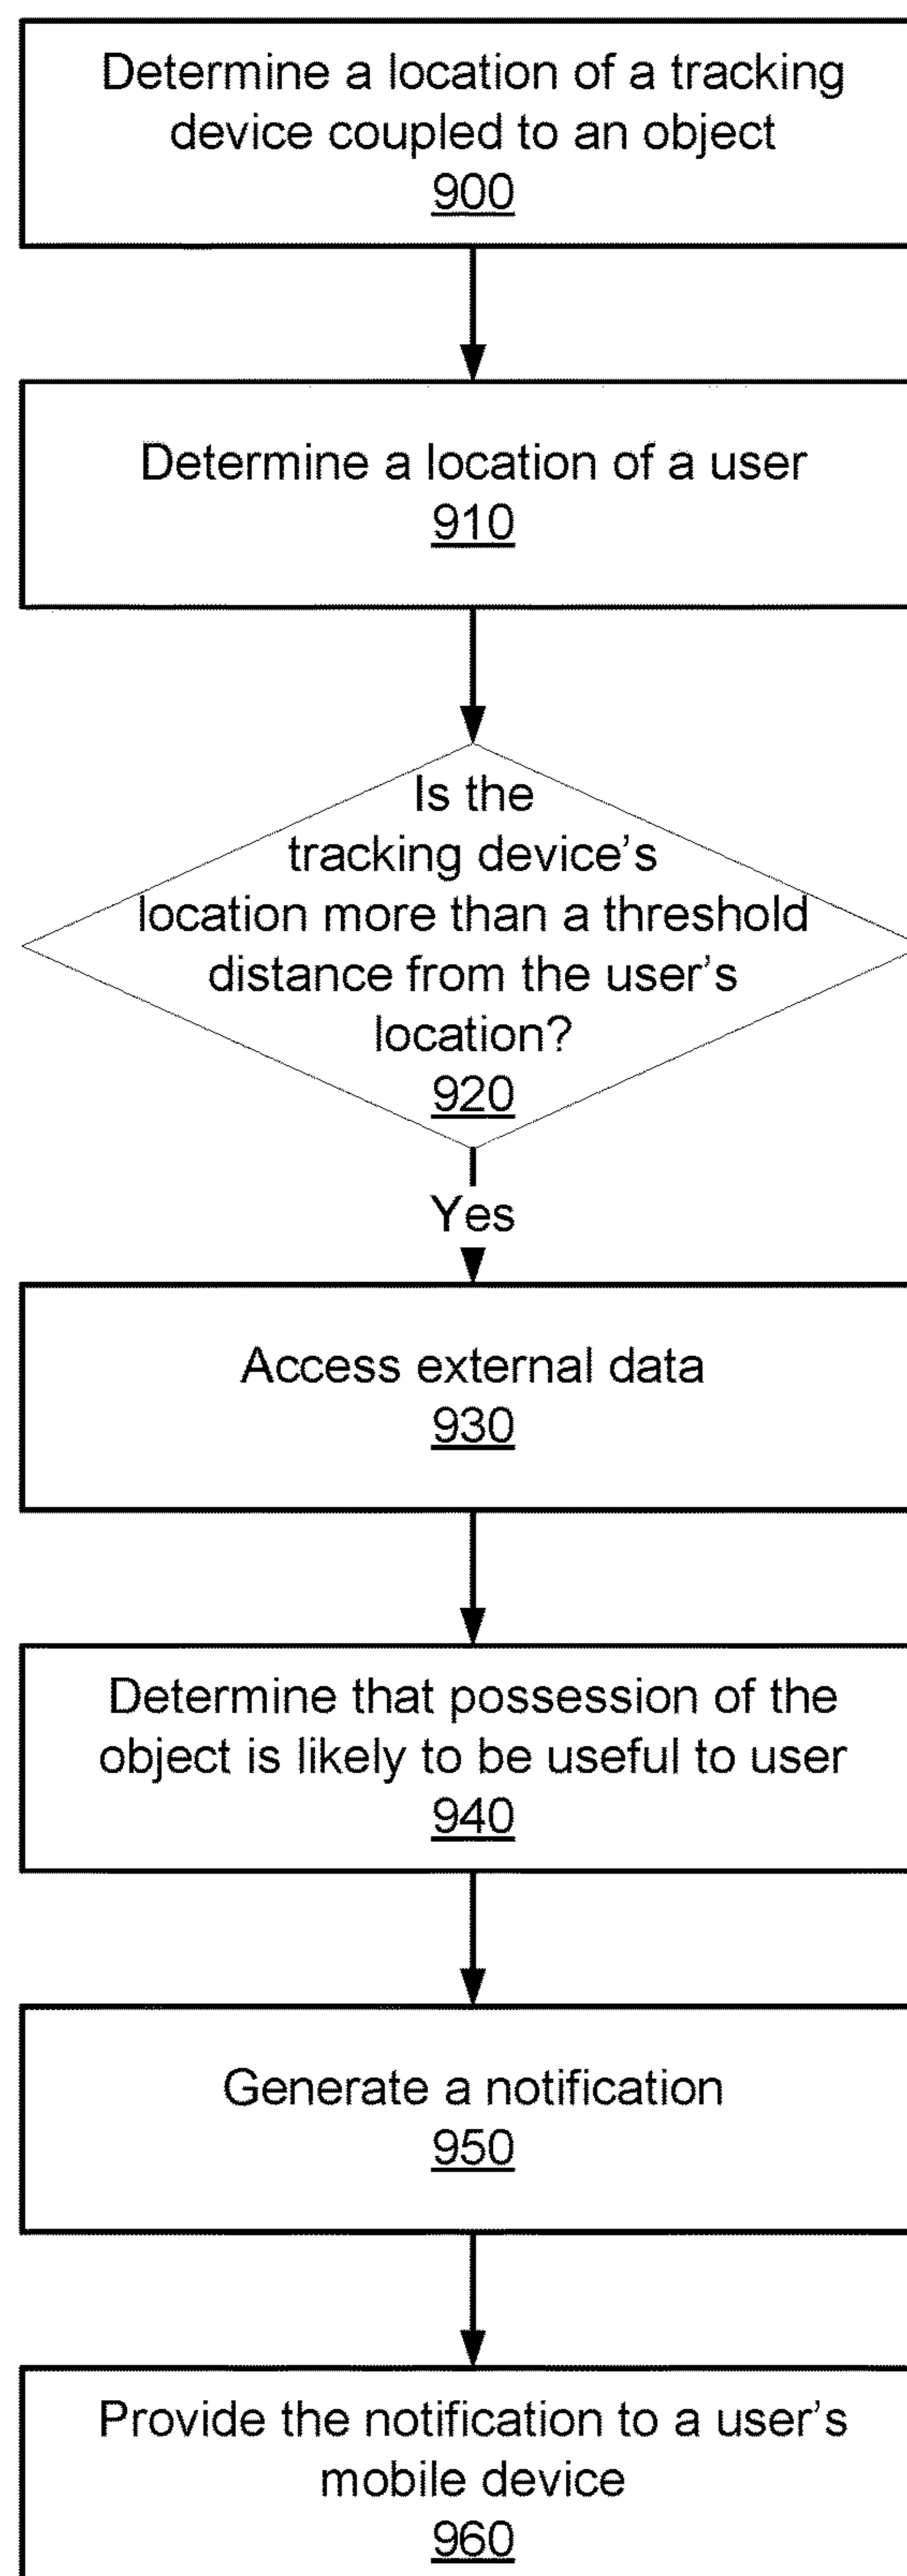 Determine a location of a tracking
device coupled to an object
900
Determine a location of a user
910
Is the
tracking device's
location more than a threshold
distance from the user's
location?
920
Yes
Access external data
930
Determine that possession of the
object is likely to be useful to user
940
Generate a notification
950
Provide the notification to a user's
mobile device
960